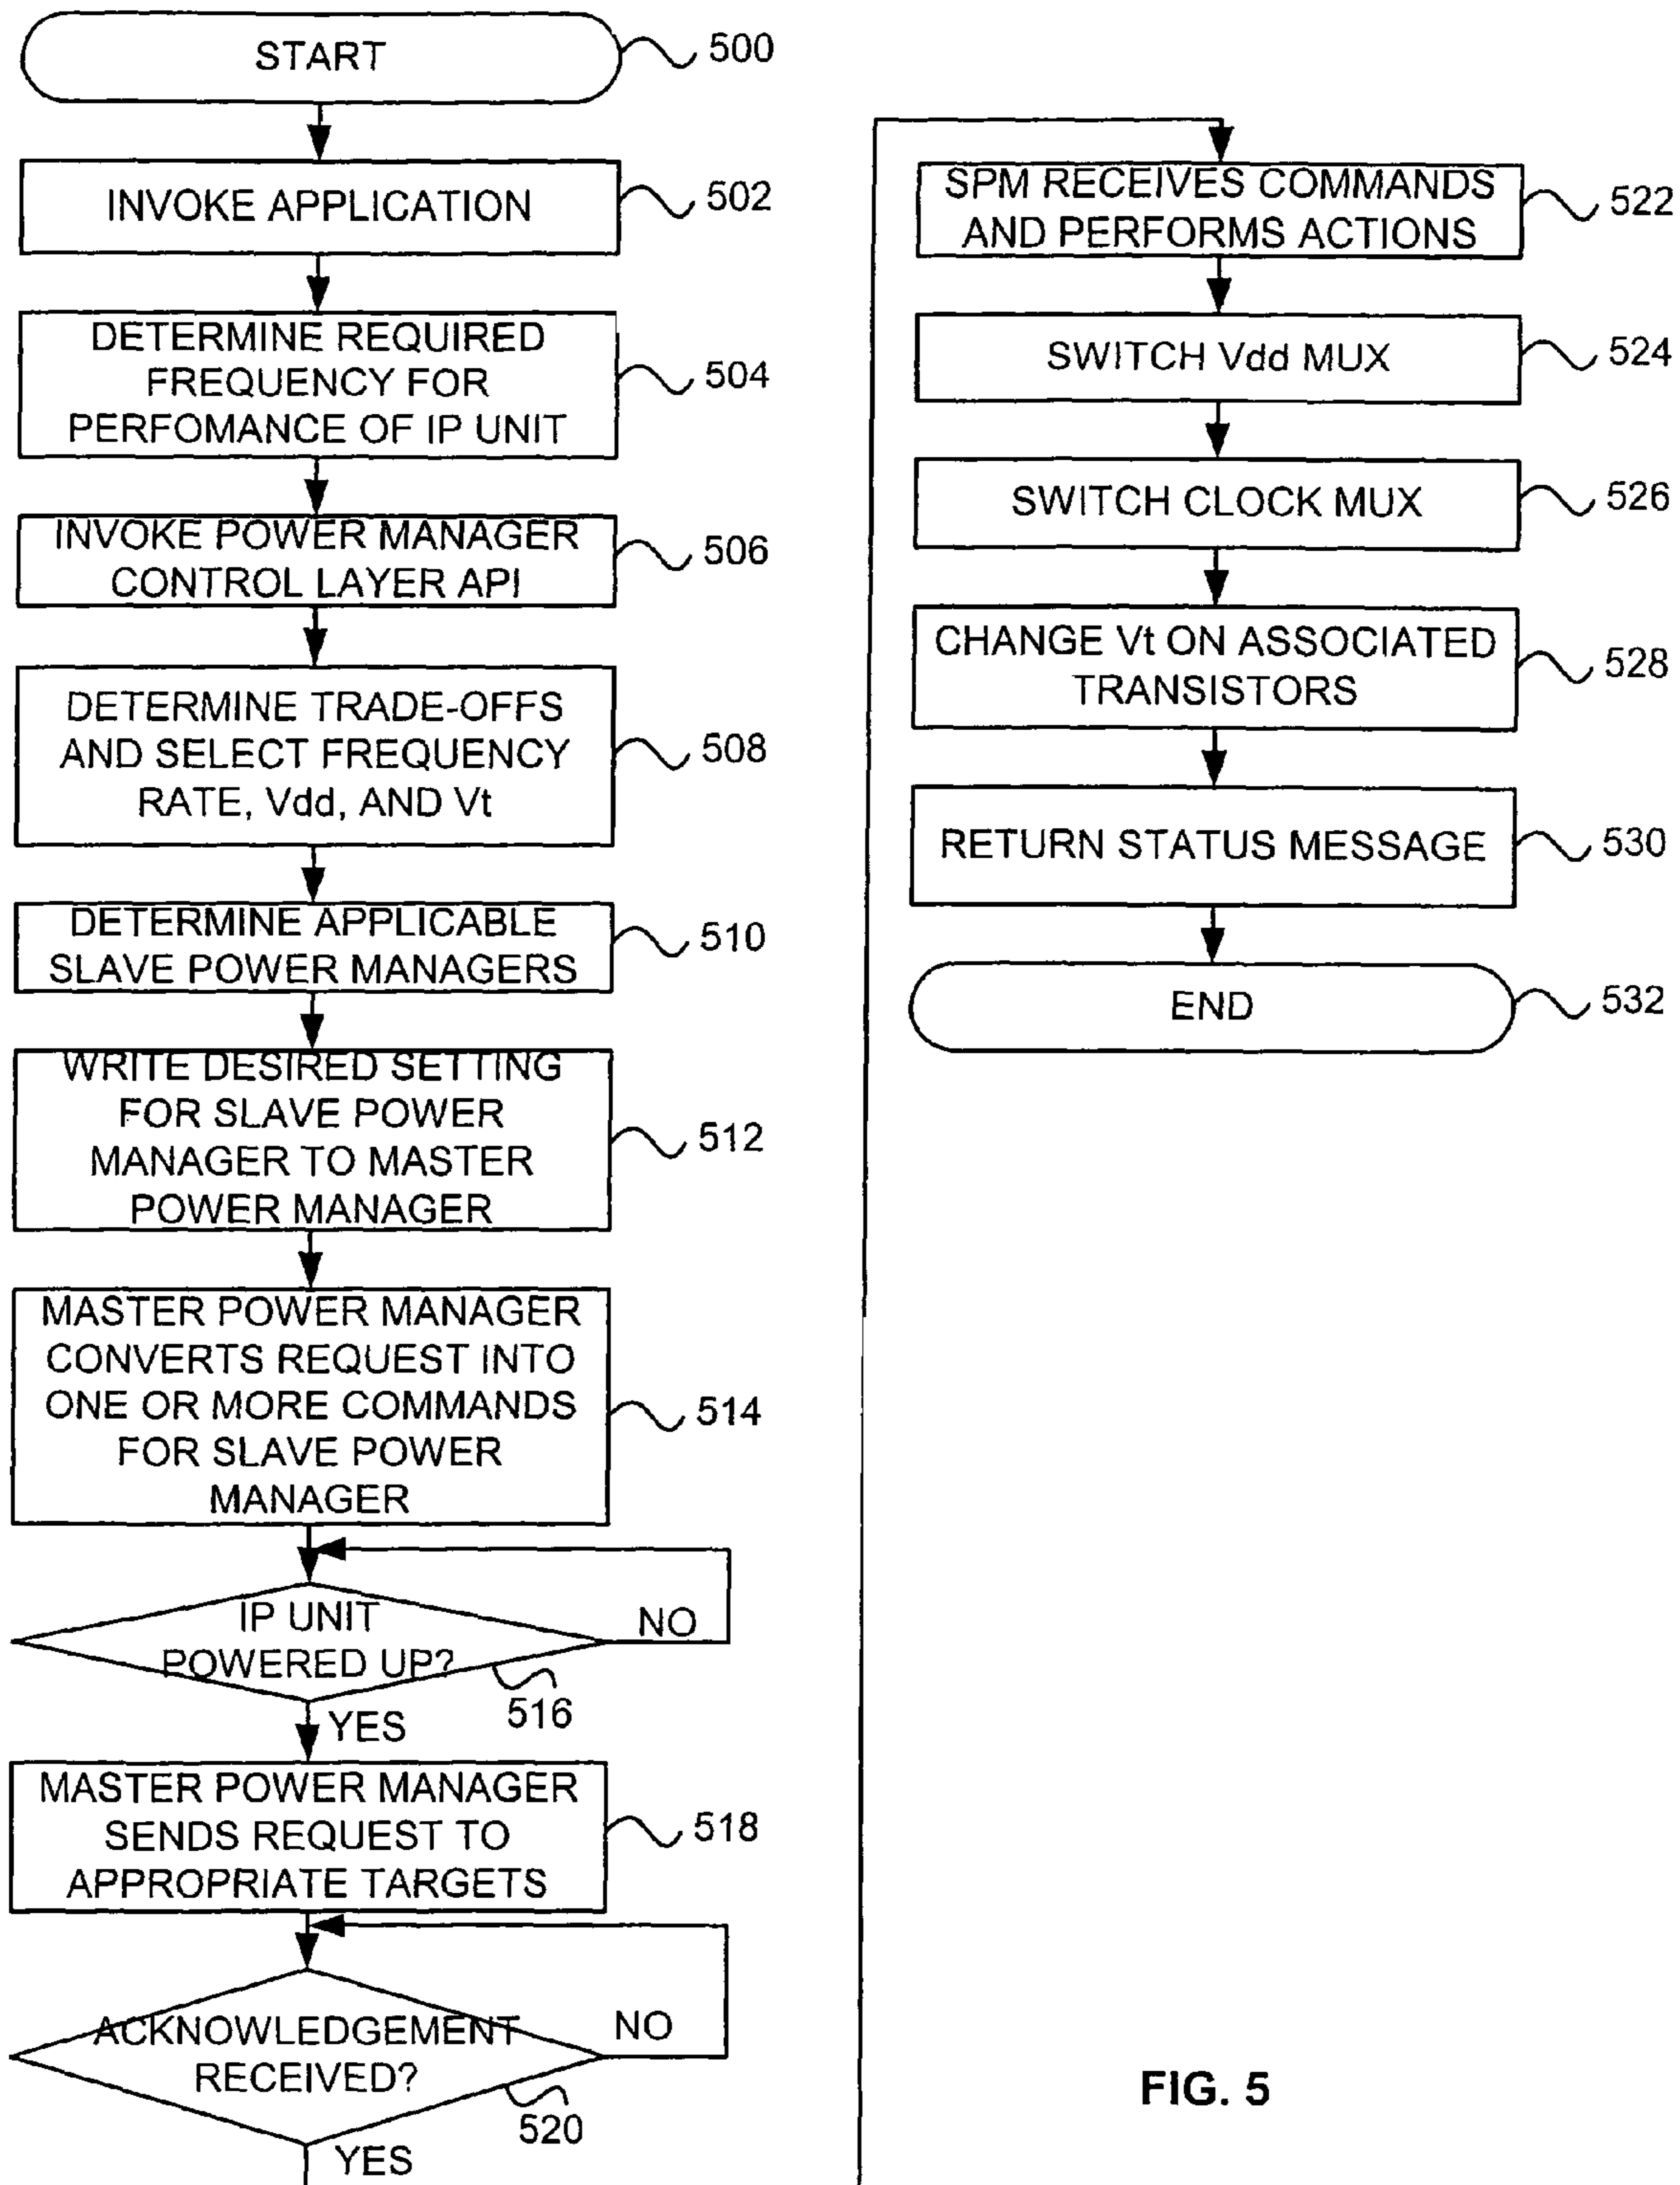 START
500
INVOKE APPLICATION
502
DETERMINE REQUIRED
FREQUENCY FOR
PERFOMANCE OF IP UNIT
504
INVOKE POWER MANAGER
CONTROL LAYER API
506
DETERMINE TRADE-OFFS
AND SELECT FREQUENCY
RATE, Vdd, AND Vt
508
DETERMINE APPLICABLE
SLAVE POWER MANAGERS
510
WRITE DESIRED SETTING
FOR SLAVE POWER
MANAGER TO MASTER
POWER MANAGER
512
MASTER POWER MANAGER
CONVERTS REQUEST INTO
ONE OR MORE COMMANDS
FOR SLAVE POWER
MANAGER
514
IP UNIT
POWERED UP?
NO
516
YES
MASTER POWER MANAGER
SENDS REQUEST TO
APPROPRIATE TARGETS
518
ACKNOWLEDGEMENT
RECEIVED?
NO
520
YES
SPM RECEIVES COMMANDS
AND PERFORMS ACTIONS
522
SWITCH Vdd MUX
524
SWITCH CLOCK MUX
526
CHANGE Vt ON ASSOCIATED
TRANSISTORS
528
RETURN STATUS MESSAGE
530
END
532
FIG. 5